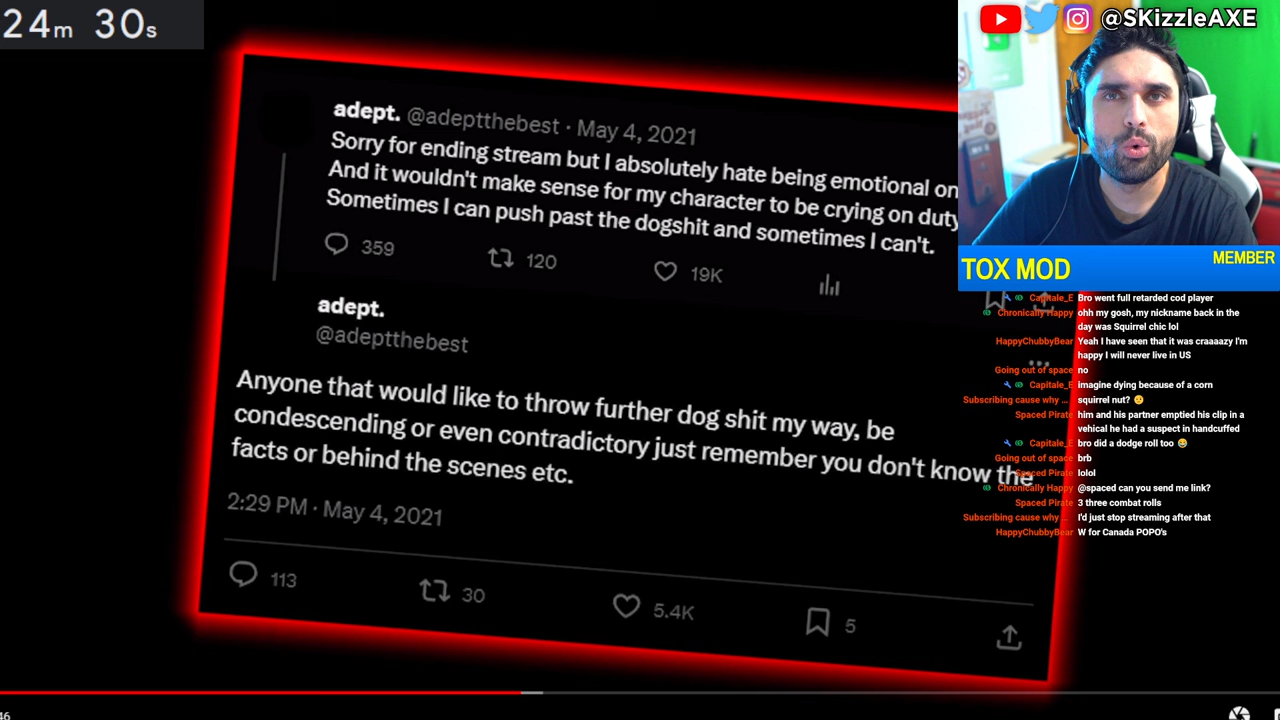 24m 30s
@SKizzleAXE
adept. @adeptthebest · May 4, 2021
Sorry for ending stream but I absolutely hate being emotional on
And it wouldn't make sense for my character to be crying on duty
Sometimes I can push past the dogshit and sometimes I can't.
359 120 19K
adept.
@adeptthebest
Anyone that would like to throw further dog shit my way, be
condescending or even contradictory just remember you don't know the
facts or behind the scenes etc.
2:29 PM · May 4, 2021
113 30 5.4K 5
TOX MOD
MEMBER
Capitale_E Bro went full retarded cod player
Chronically Happy ohh my gosh, my nickname back in the
day was Squirrel chic lol
HappyChubbyBear Yeah I have seen that it was craaaazy I'm
happy I will never live in US
Going out of space no
Capitale_E imagine dying because of a corn
Subscribing cause why ... squirrel nut?
Spaced Pirate him and his partner emptied his clip in a
vehical he had a suspect in handcuffed
Capitale_E bro did a dodge roll too
Going out of space brb
Spaced Pirate lolol
Chronically Happy @spaced can you send me link?
Spaced Pirate 3 three combat rolls
Subscribing cause why ... I'd just stop streaming after that
HappyChubbyBear W for Canada POPO's
46